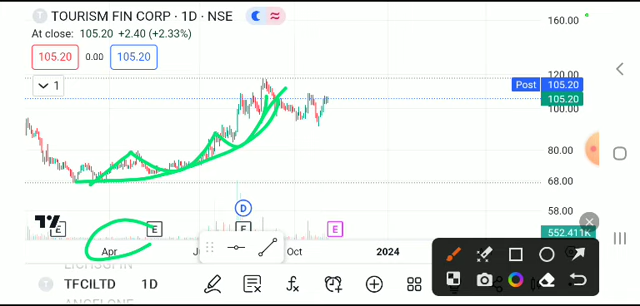 TOURISM FIN CORP · 1D · NSE
At close: 105.20 +2.40 (+2.33%)
105.20 0.00 105.20
1
160.00
120.00
Post 105.20
105.20
100.00
80.00
68.00
58.00
552.411K
D
E E E E
Apr Oct 2024
TFCILTD 1D